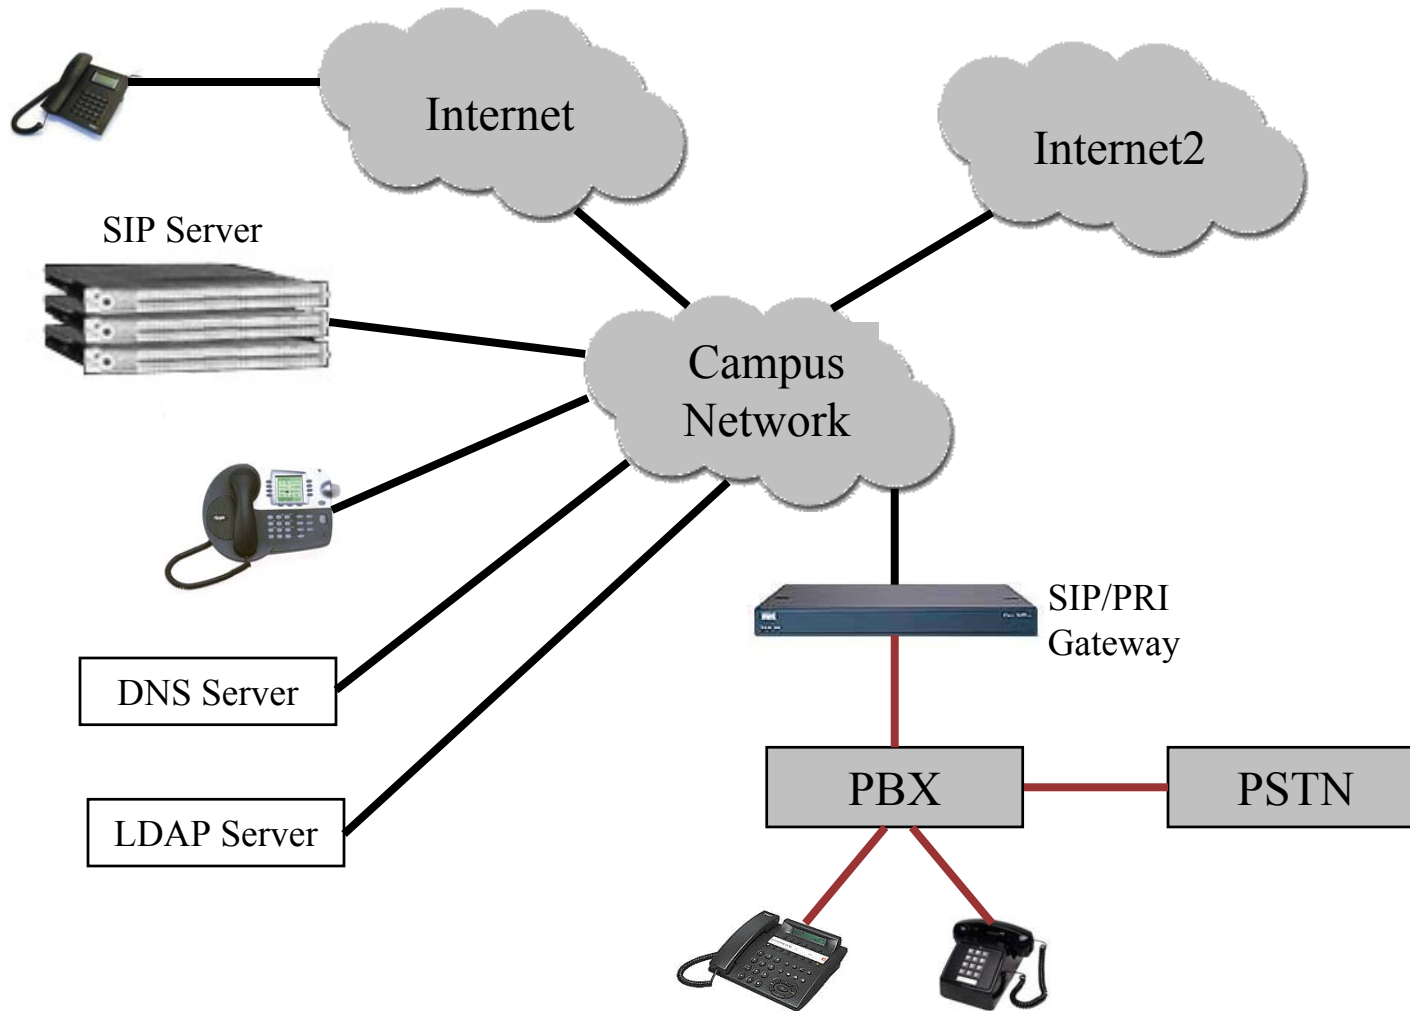 Internet
Internet2
SIP Server
Campus
Network
SIP/PRI
Gateway
DNS Server
PBX
PSTN
LDAP Server